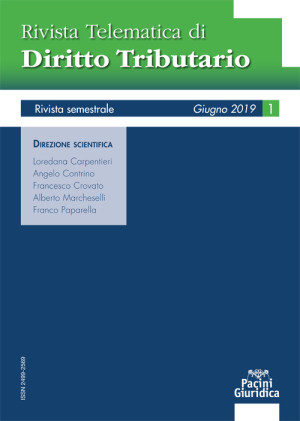 Rivista Telematica di
Diritto Tributario
Rivista semestrale
Giugno 2019 1
DIREZIONE SCIENTIFICA
Loredana Carpentieri
Angelo Contrino
Francesco Crovato
Alberto Marcheselli
Franco Paparella
ISSN 2499-2569
Pacini
Giuridica